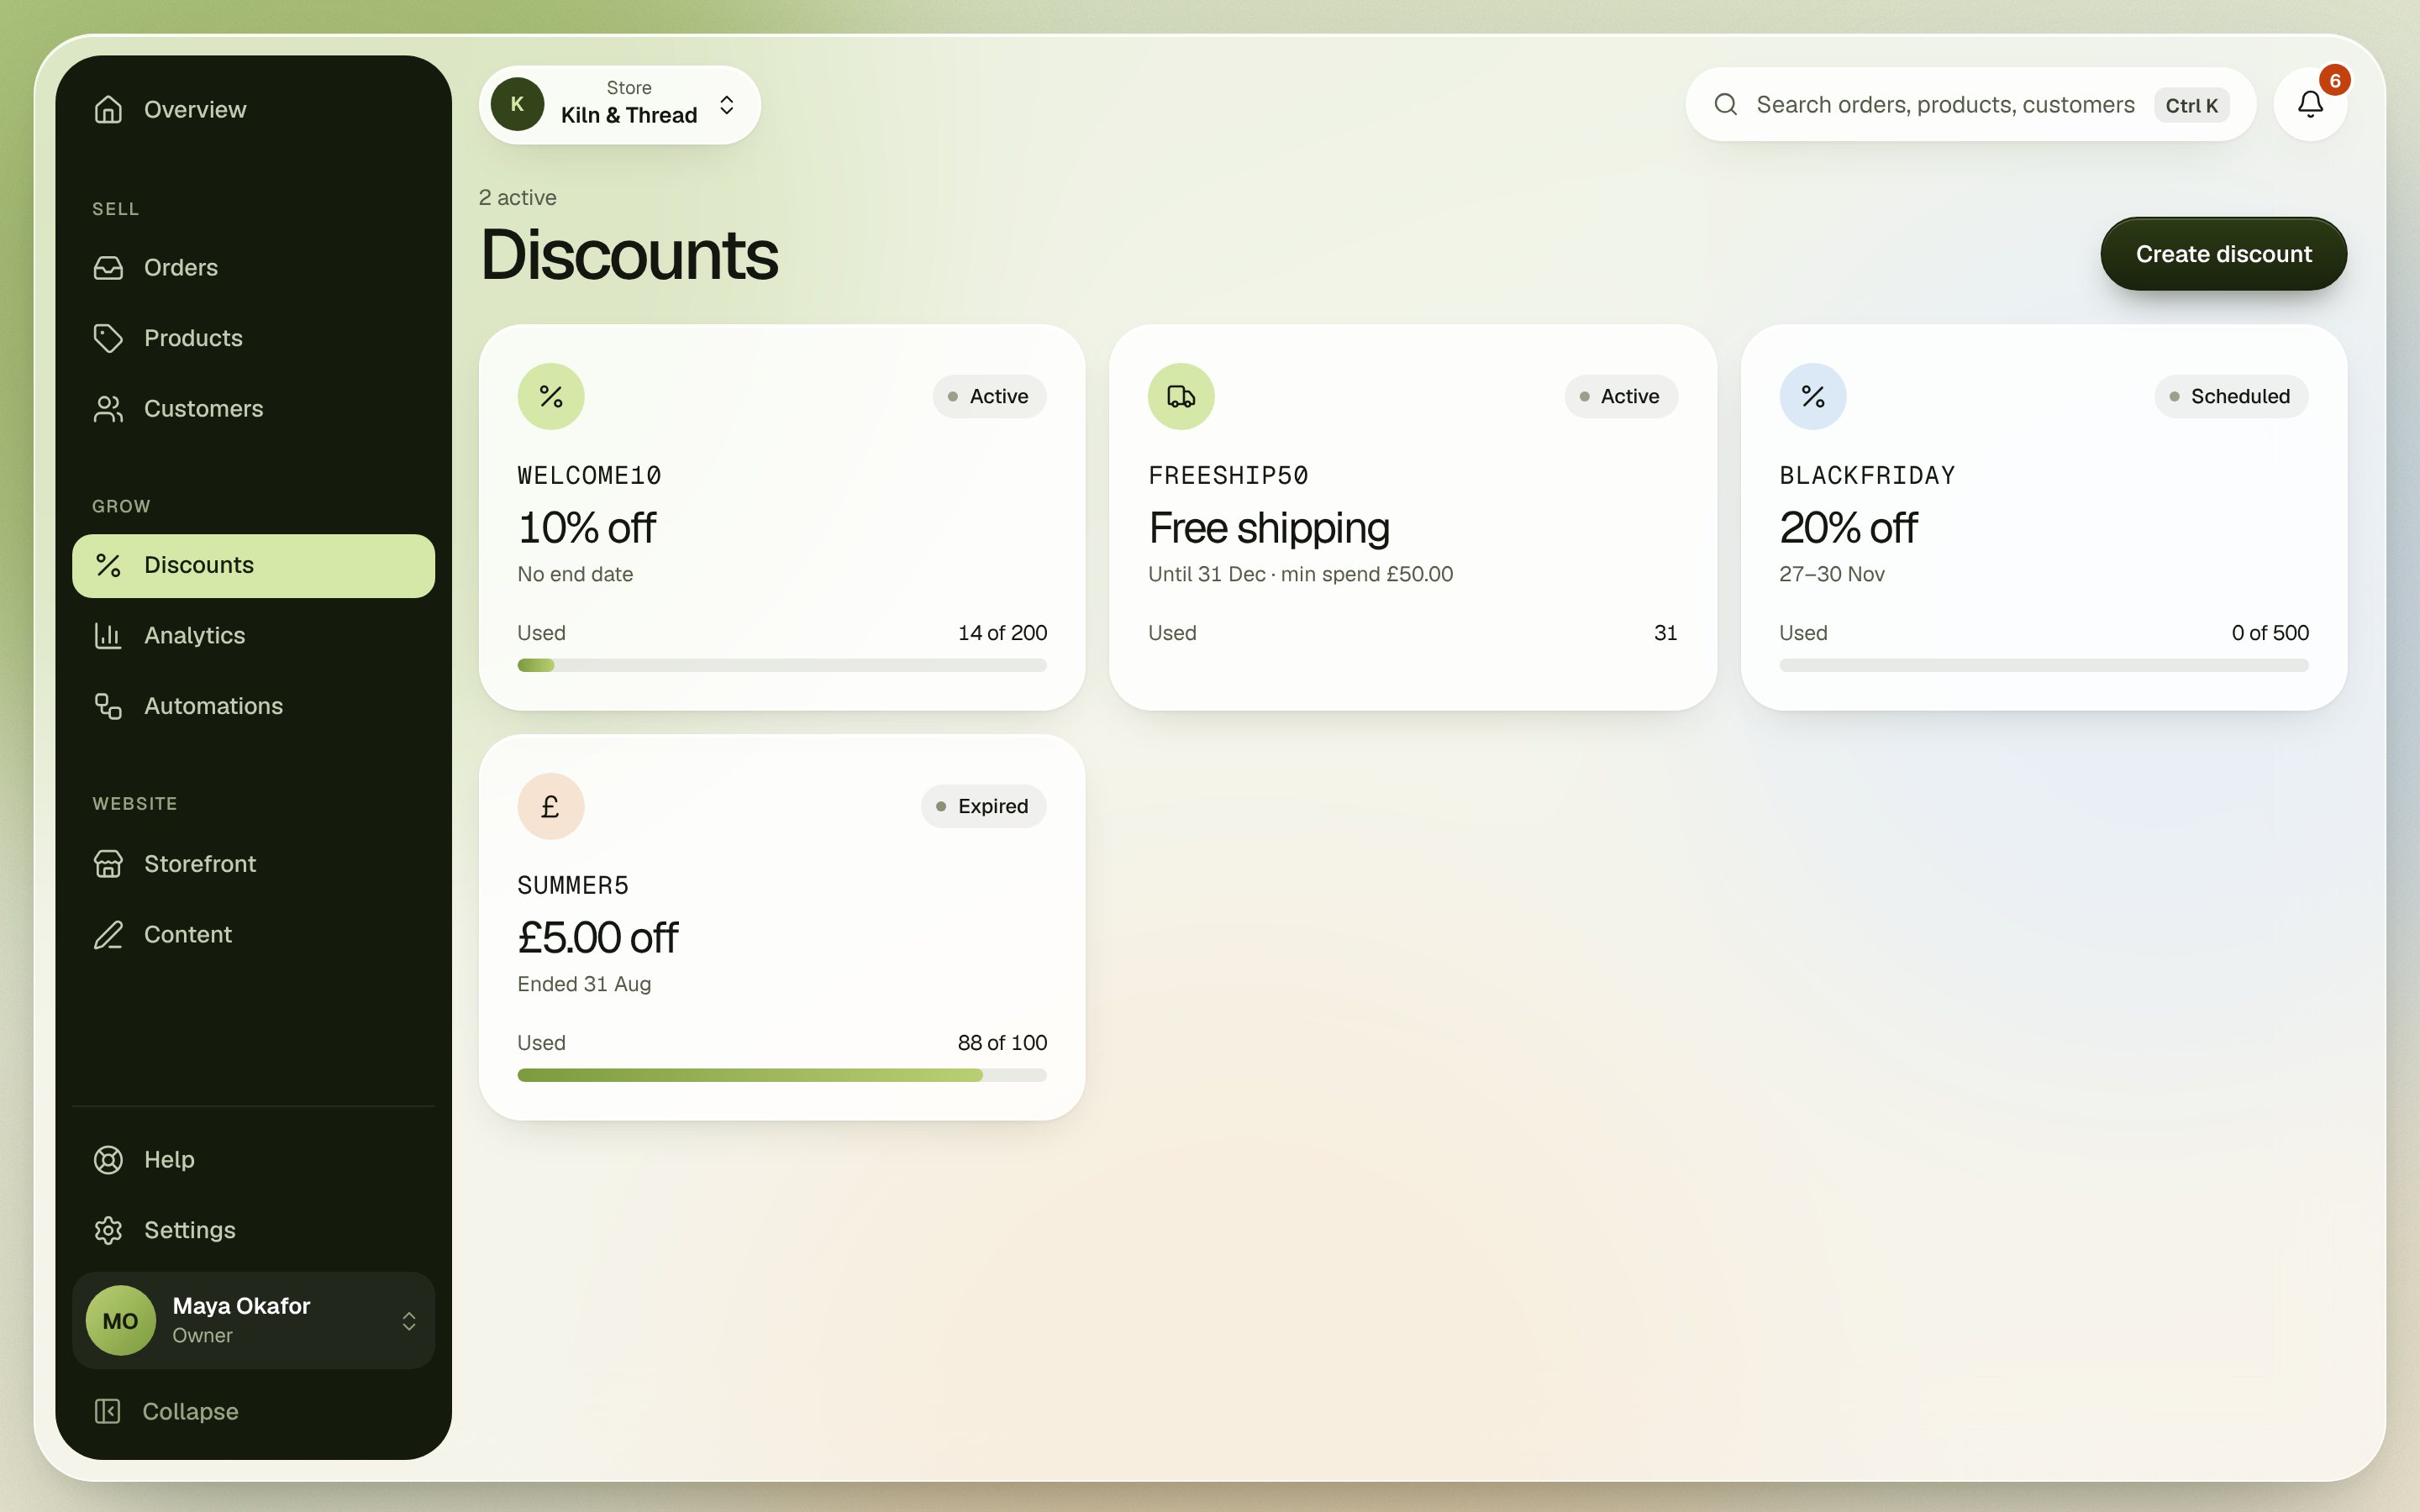 Overview
SELL
Orders
Products
Customers
GROW
Discounts
Analytics
Automations
WEBSITE
Storefront
Content
Help
Settings
MO
Maya Okafor
Owner
Collapse
K
Store
Kiln & Thread
Search orders, products, customers
Ctrl K
6
2 active
Discounts
Create discount
%
Active
WELCOME10
10% off
No end date
Used
14 of 200
Active
FREESHIP50
Free shipping
Until 31 Dec · min spend £50.00
Used
31
%
Scheduled
BLACKFRIDAY
20% off
27–30 Nov
Used
0 of 500
£
Expired
SUMMER5
£5.00 off
Ended 31 Aug
Used
88 of 100